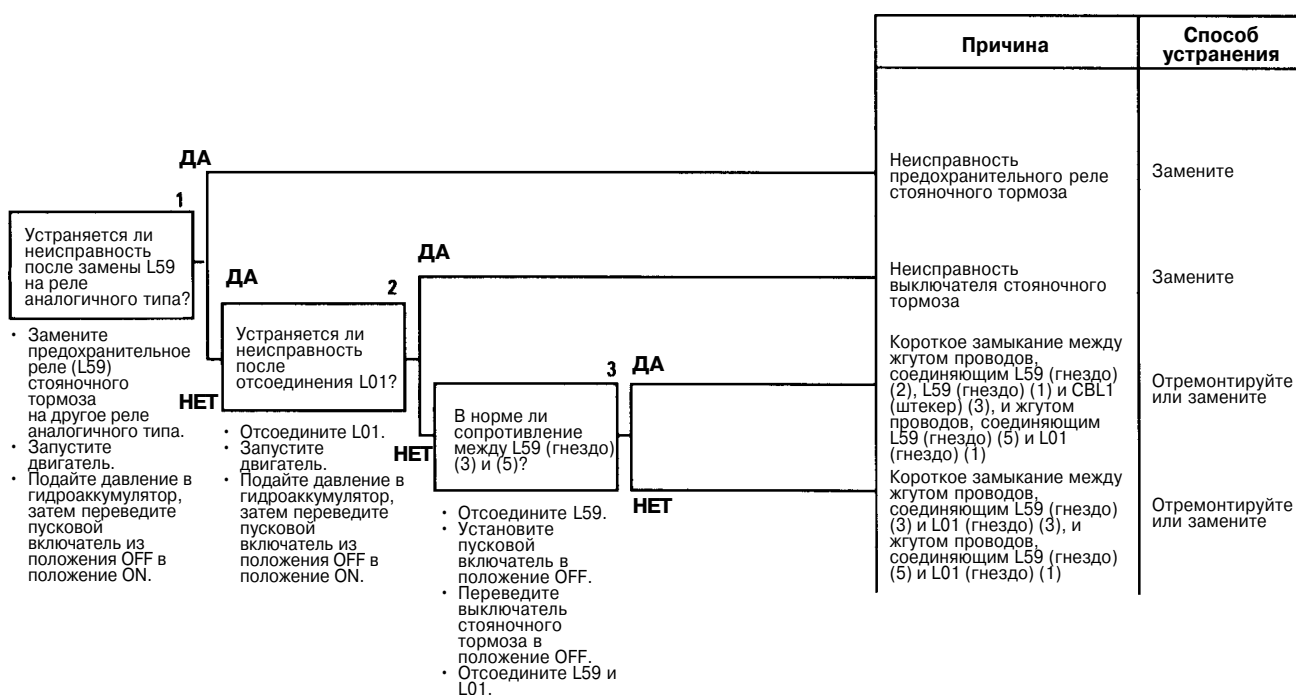 Причина
Способ
устранения
ДА
Неисправность
предохранительного реле
стояночного тормоза
Замените
1
Устраняется ли
неисправность
после замены L59
на реле
аналогичного типа?
· Замените
предохранительное
реле (L59)
стояночного
тормоза
на другое реле
аналогичного типа.
· Запустите
двигатель.
· Подайте давление в
гидроаккумулятор,
затем переведите
пусковой
включатель из
положения OFF в
положение ON.
ДА
НЕТ
2
Устраняется ли
неисправность
после
отсоединения L01?
· Отсоедините L01.
· Запустите
двигатель.
· Подайте давление в
гидроаккумулятор,
затем переведите
пусковой
включатель из
положения OFF в
положение ON.
ДА
Неисправность
выключателя стояночного
тормоза
Замените
НЕТ
3
В норме ли
сопротивление
между L59 (гнездо)
(3) и (5)?
· Отсоедините L59.
· Установите
пусковой
включатель в
положение OFF.
· Переведите
выключатель
стояночного
тормоза в
положение OFF.
· Отсоедините L59 и
L01.
ДА
Короткое замыкание между
жгутом проводов,
соединяющим L59 (гнездо)
(2), L59 (гнездо) (1) и CBL1
(штекер) (3), и жгутом
проводов, соединяющим
L59 (гнездо) (5) и L01
(гнездо) (1)
Отремонтируйте
или замените
НЕТ
Короткое замыкание между
жгутом проводов,
соединяющим L59 (гнездо)
(3) и L01 (гнездо) (3), и
жгутом проводов,
соединяющим L59 (гнездо)
(5) и L01 (гнездо) (1)
Отремонтируйте
или замените